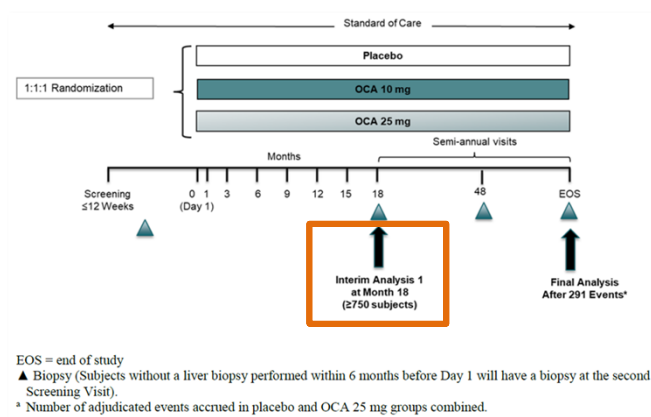 Standard of Care
Placebo
1:1:1 Randomization
OCA 10 mg
OCA 25 mg
Semi-annual visits
Months
Screening
≤12 Weeks
0 1 3 6 9 12 15 18 48 EOS
(Day 1)
Interim Analysis 1
at Month 18
(≥750 subjects)
Final Analysis
After 291 Events*
EOS = end of study
▲ Biopsy (Subjects without a liver biopsy performed within 6 months before Day 1 will have a biopsy at the second
Screening Visit).
ᵃ Number of adjudicated events accrued in placebo and OCA 25 mg groups combined.